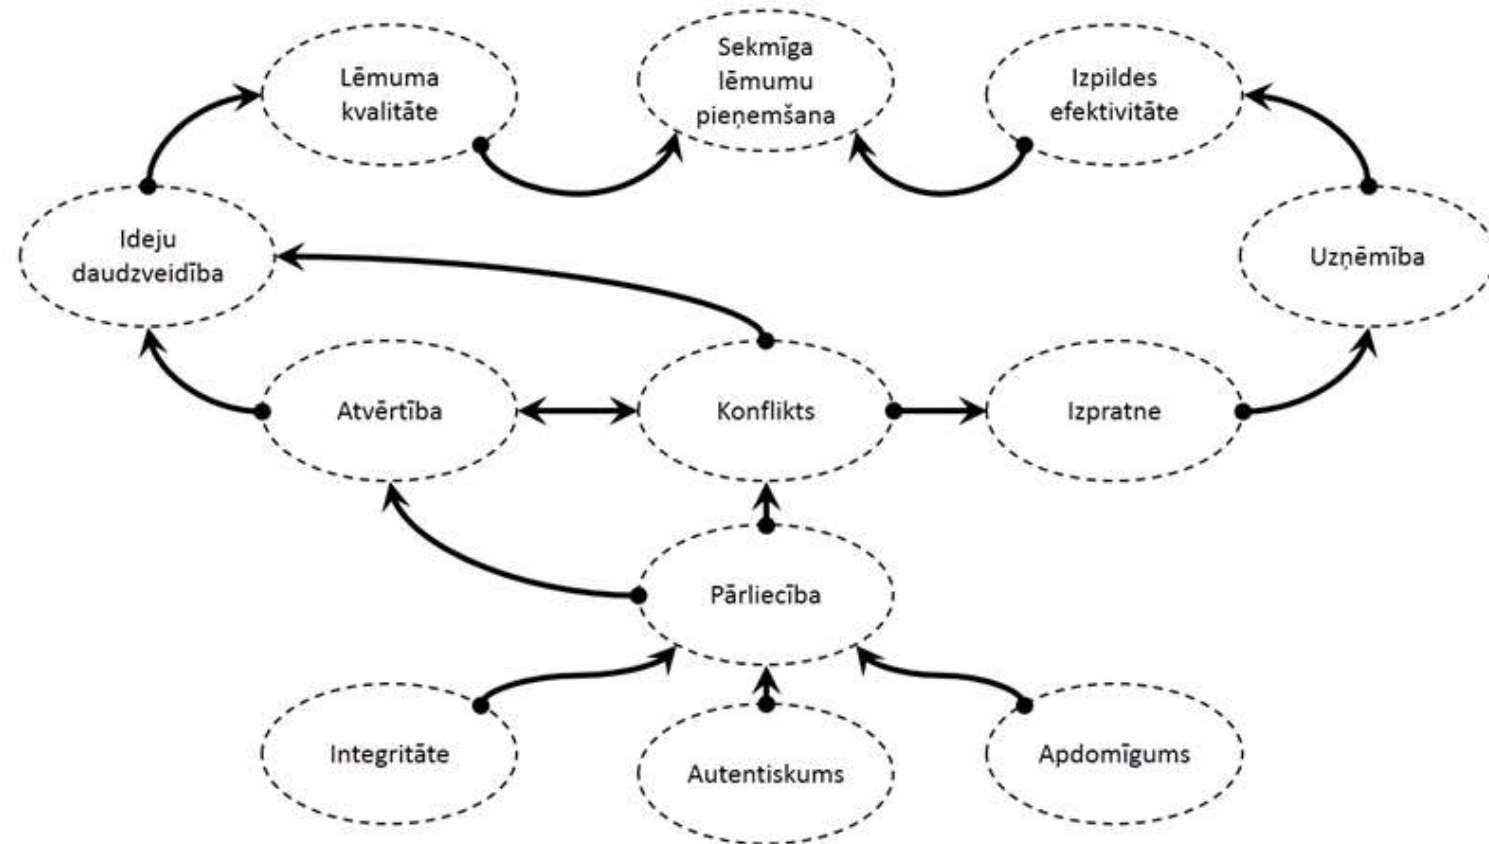 Lēmuma
kvalitāte
Sekmīga
lēmumu
pieņemšana
Izpildes
efektivitāte
Ideju
daudzveidība
Uzņēmība
Atvērtība
Konflikts
Izpratne
Pārliecība
Integritāte
Autentiskums
Apdomīgums